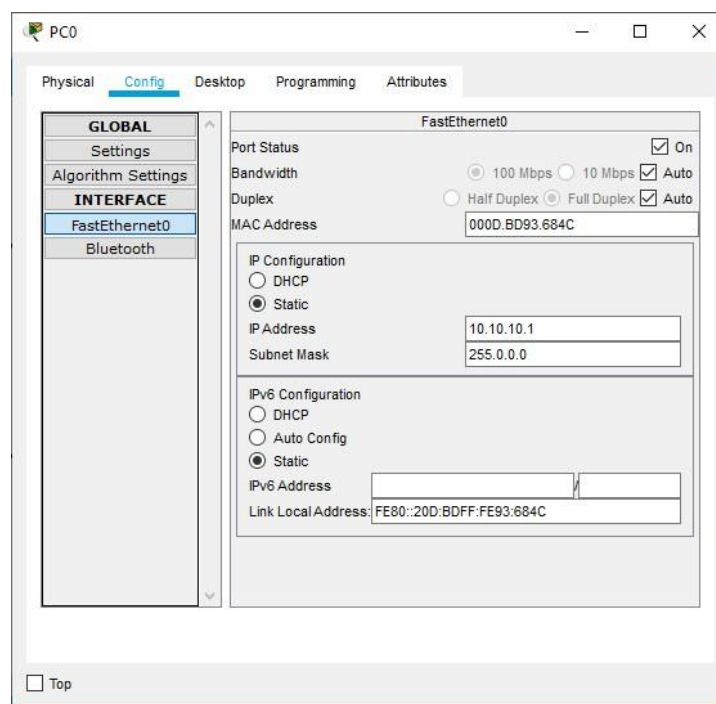 PC0
Physical Config Desktop Programming Attributes
GLOBAL
Settings
Algorithm Settings
INTERFACE
FastEthernet0
Bluetooth
FastEthernet0
Port Status On
Bandwidth 100 Mbps 10 Mbps Auto
Duplex Half Duplex Full Duplex Auto
MAC Address 000D.BD93.684C
IP Configuration
DHCP
Static
IP Address 10.10.10.1
Subnet Mask 255.0.0.0
IPv6 Configuration
DHCP
Auto Config
Static
IPv6 Address /
Link Local Address: FE80::20D:BDFF:FE93:684C
Top